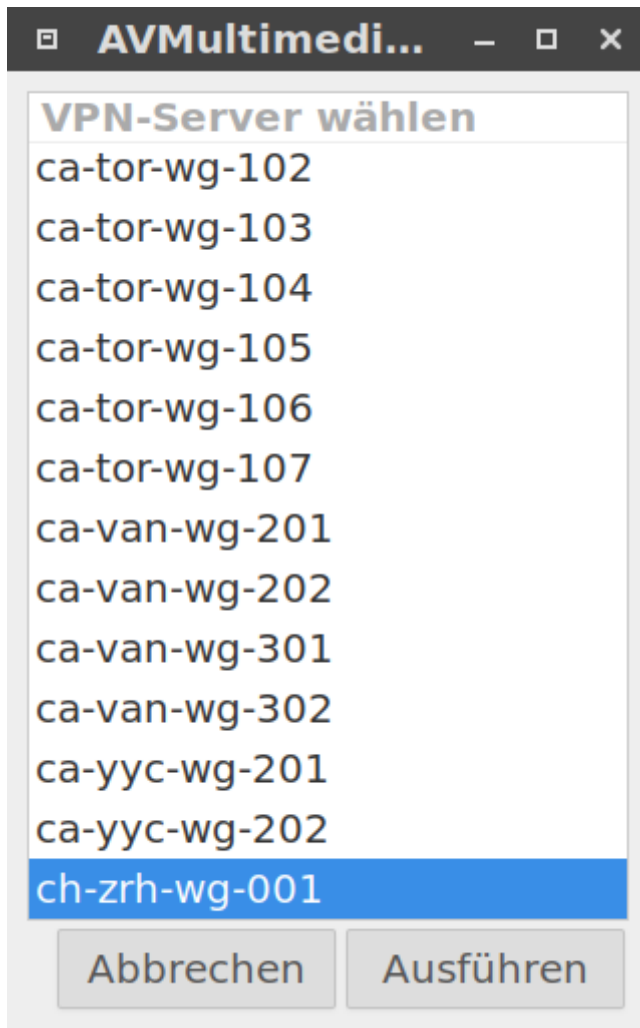 AVMultimedi...
VPN-Server wählen
ca-tor-wg-102
ca-tor-wg-103
ca-tor-wg-104
ca-tor-wg-105
ca-tor-wg-106
ca-tor-wg-107
ca-van-wg-201
ca-van-wg-202
ca-van-wg-301
ca-van-wg-302
ca-yyc-wg-201
ca-yyc-wg-202
ch-zrh-wg-001
Abbrechen Ausführen